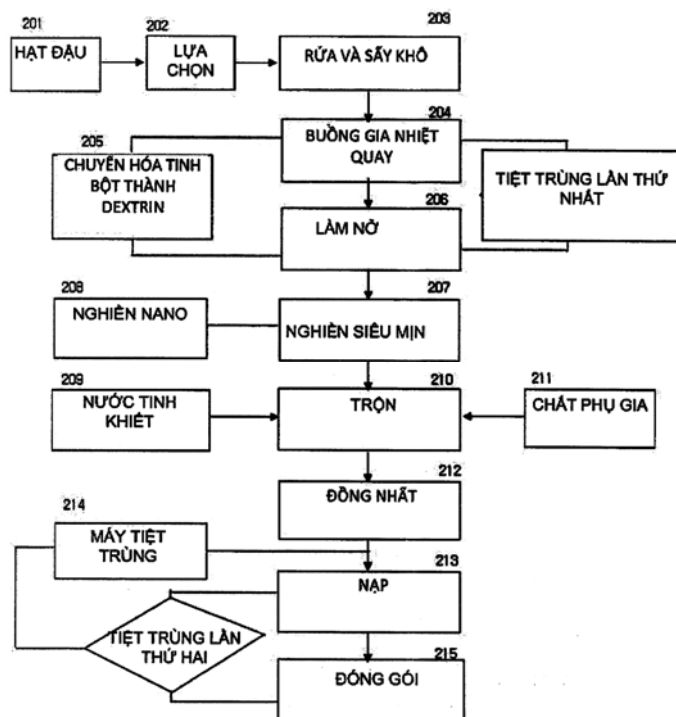 201
HẠT ĐẬU
202
LỰA
CHỌN
203
RỬA VÀ SẤY KHÔ
204
BUỒNG GIA NHIỆT
QUAY
205
CHUYỂN HÓA TINH
BỘT THÀNH
DEXTRIN
TIỆT TRÙNG LẦN THỨ
NHẤT
206
LÀM NỞ
207
NGHIỀN SIÊU MỊN
208
NGHIỀN NANO
209
NƯỚC TINH
KHIẾT
210
TRỘN
211
CHẤT PHỤ GIA
212
ĐỒNG NHẤT
214
MÁY TIỆT
TRÙNG
213
NẠP
TIỆT TRÙNG LẦN
THỨ HAI
215
ĐÓNG GÓI